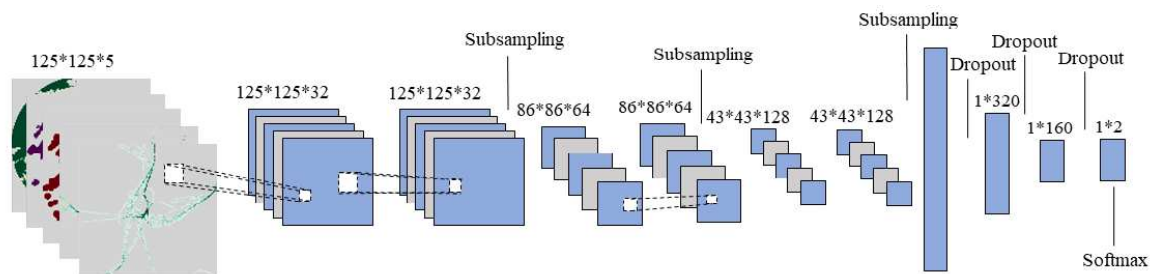 125*125*5
125*125*32
125*125*32
Subsampling
86*86*64
86*86*64
Subsampling
43*43*128
43*43*128
Subsampling
Dropout
1*320
Dropout
1*160
Dropout
1*2
Softmax